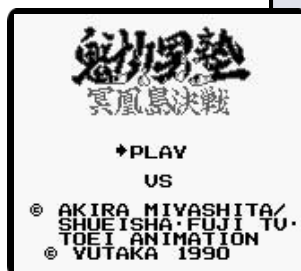 魁!!男塾
冥凰島決戦
PLAY
VS
© AKIRA MIYASHITA/
SHUEISHA・FUJI TV・
TOEI ANIMATION
© YUTAKA 1990